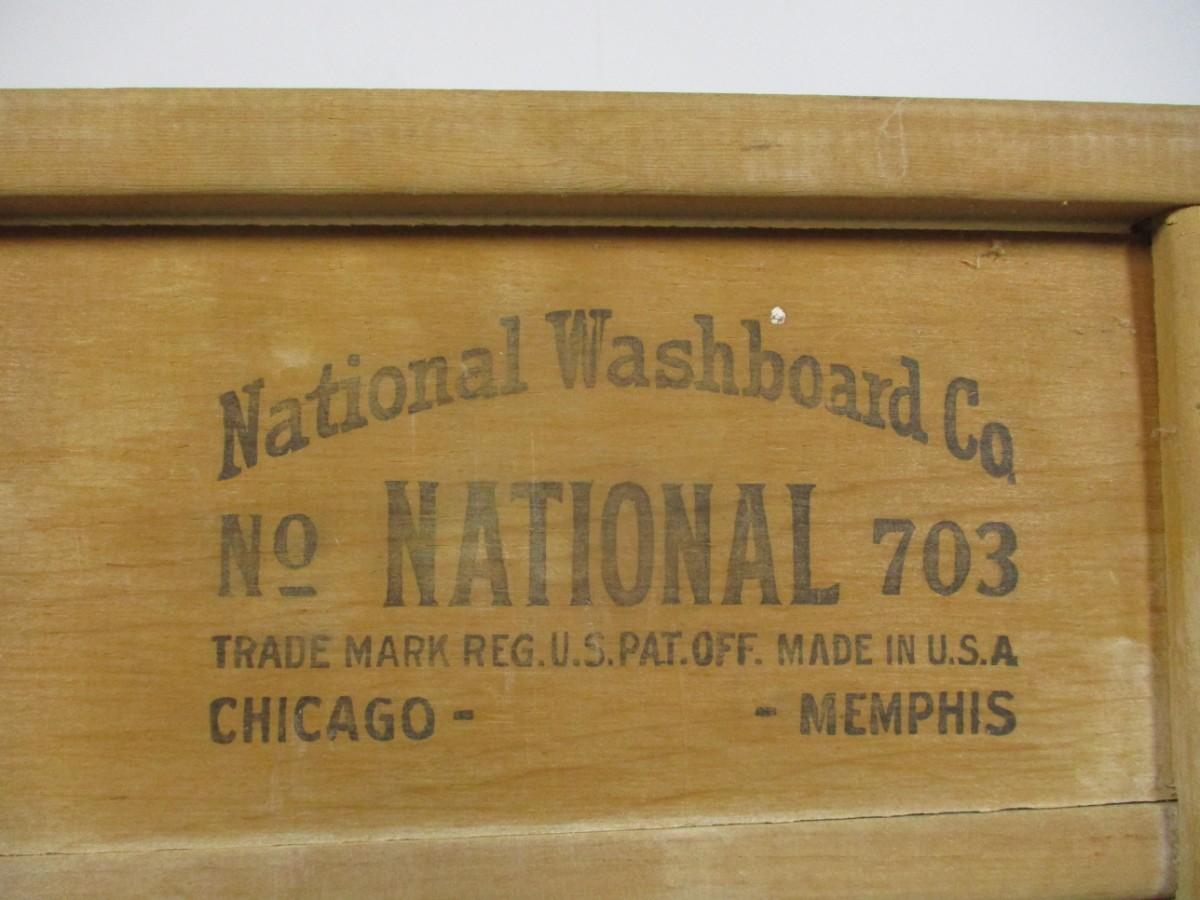 National Washboard Co.
No NATIONAL 703
TRADE MARK REG. U.S. PAT. OFF. MADE IN U.S.A
CHICAGO - - MEMPHIS